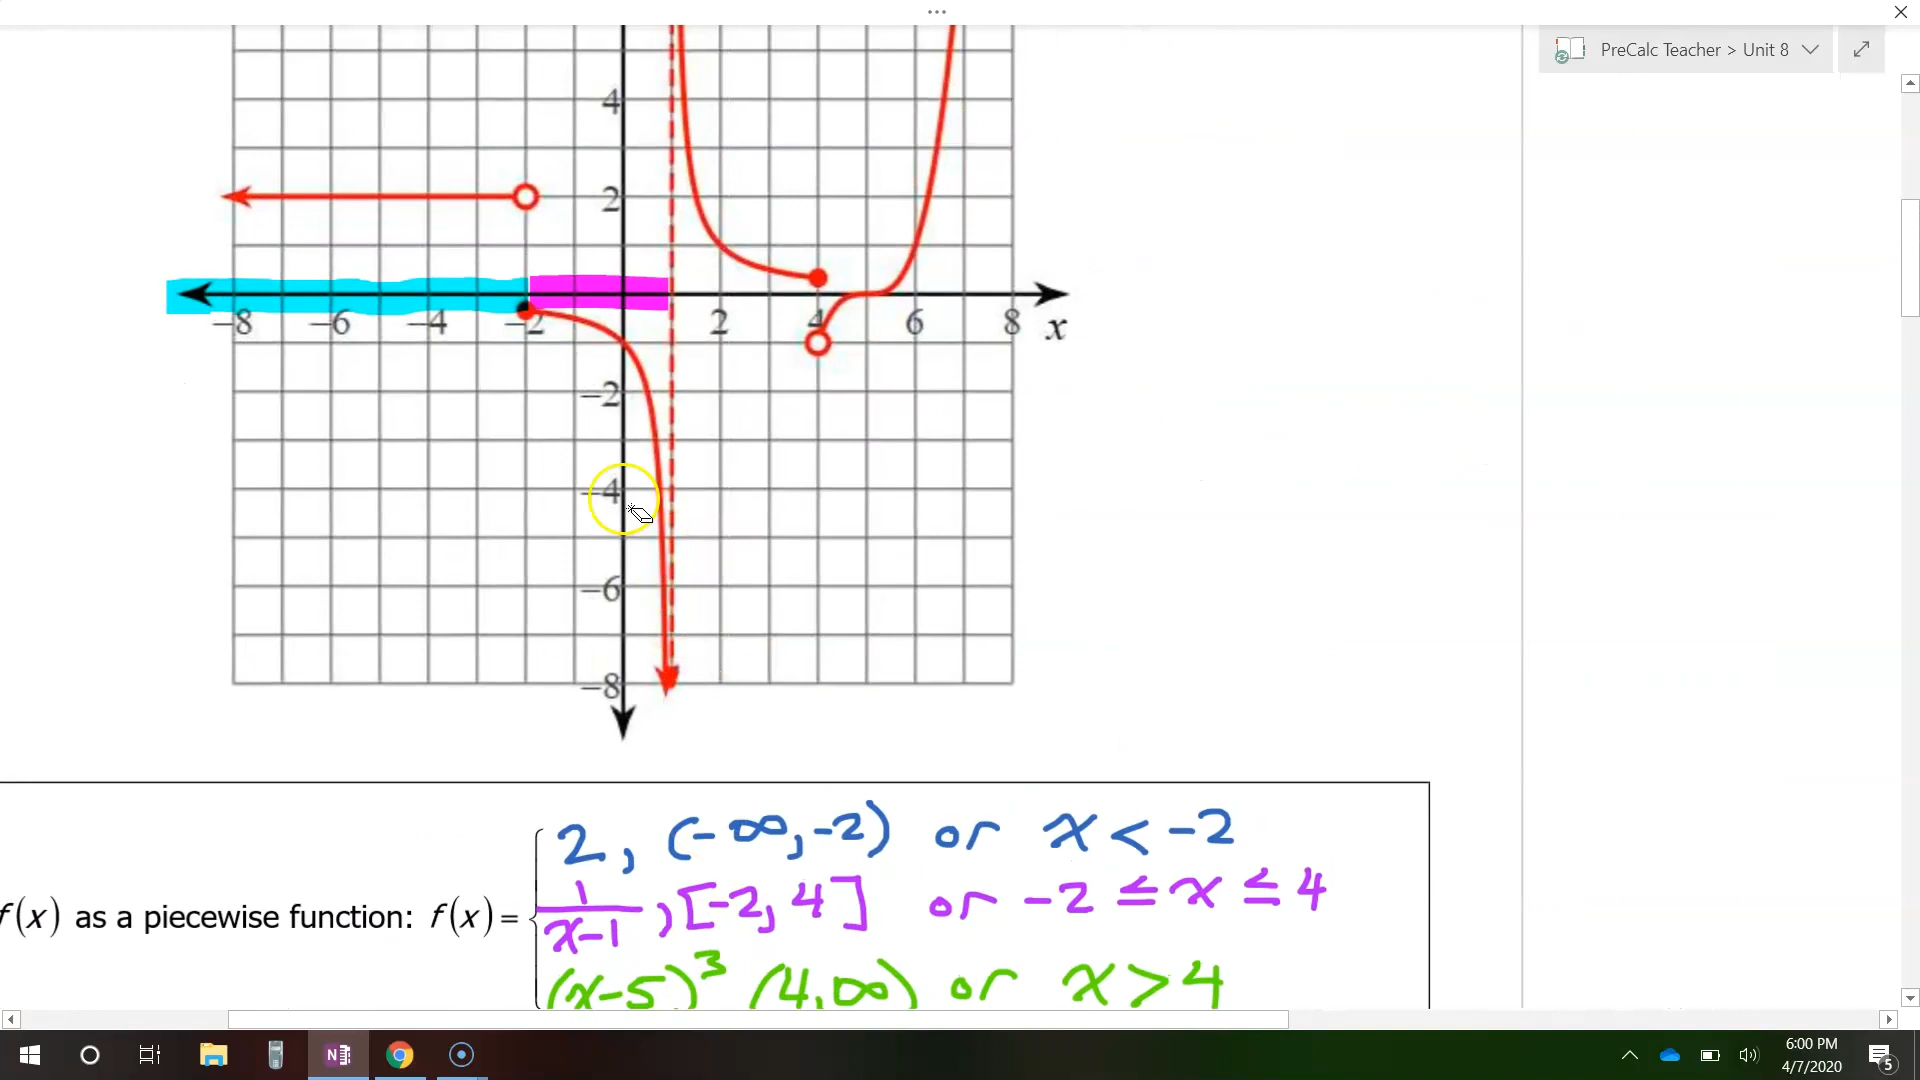 ...
PreCalc Teacher > Unit 8
4
2
-8 -6 -4 -2 2 4 6 8 x
-2
-4
-6
-8
2, (-∞, -2) or x < -2
f(x) as a piecewise function: f(x) =
1/(x-1), [-2, 4] or -2 ≤ x ≤ 4
(x-5)³ (4, ∞) or x > 4
N
6:00 PM
4/7/2020
5